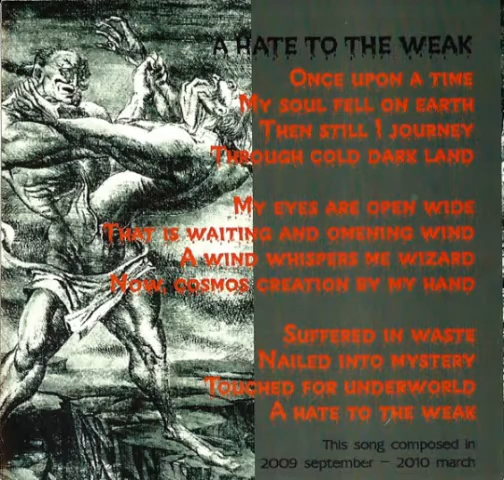 A HATE TO THE WEAK
ONCE UPON A TIME
MY SOUL FELL ON EARTH
THEN STILL I JOURNEY
THROUGH COLD DARK LAND
MY EYES ARE OPEN WIDE
THAT IS WAITING AND OMENING WIND
A WIND WHISPERS ME WIZARD
NOW, COSMOS CREATION BY MY HAND
SUFFERED IN WASTE
NAILED INTO MYSTERY
TOUCHED FOR UNDERWORLD
A HATE TO THE WEAK
This song composed in
2009 september - 2010 march